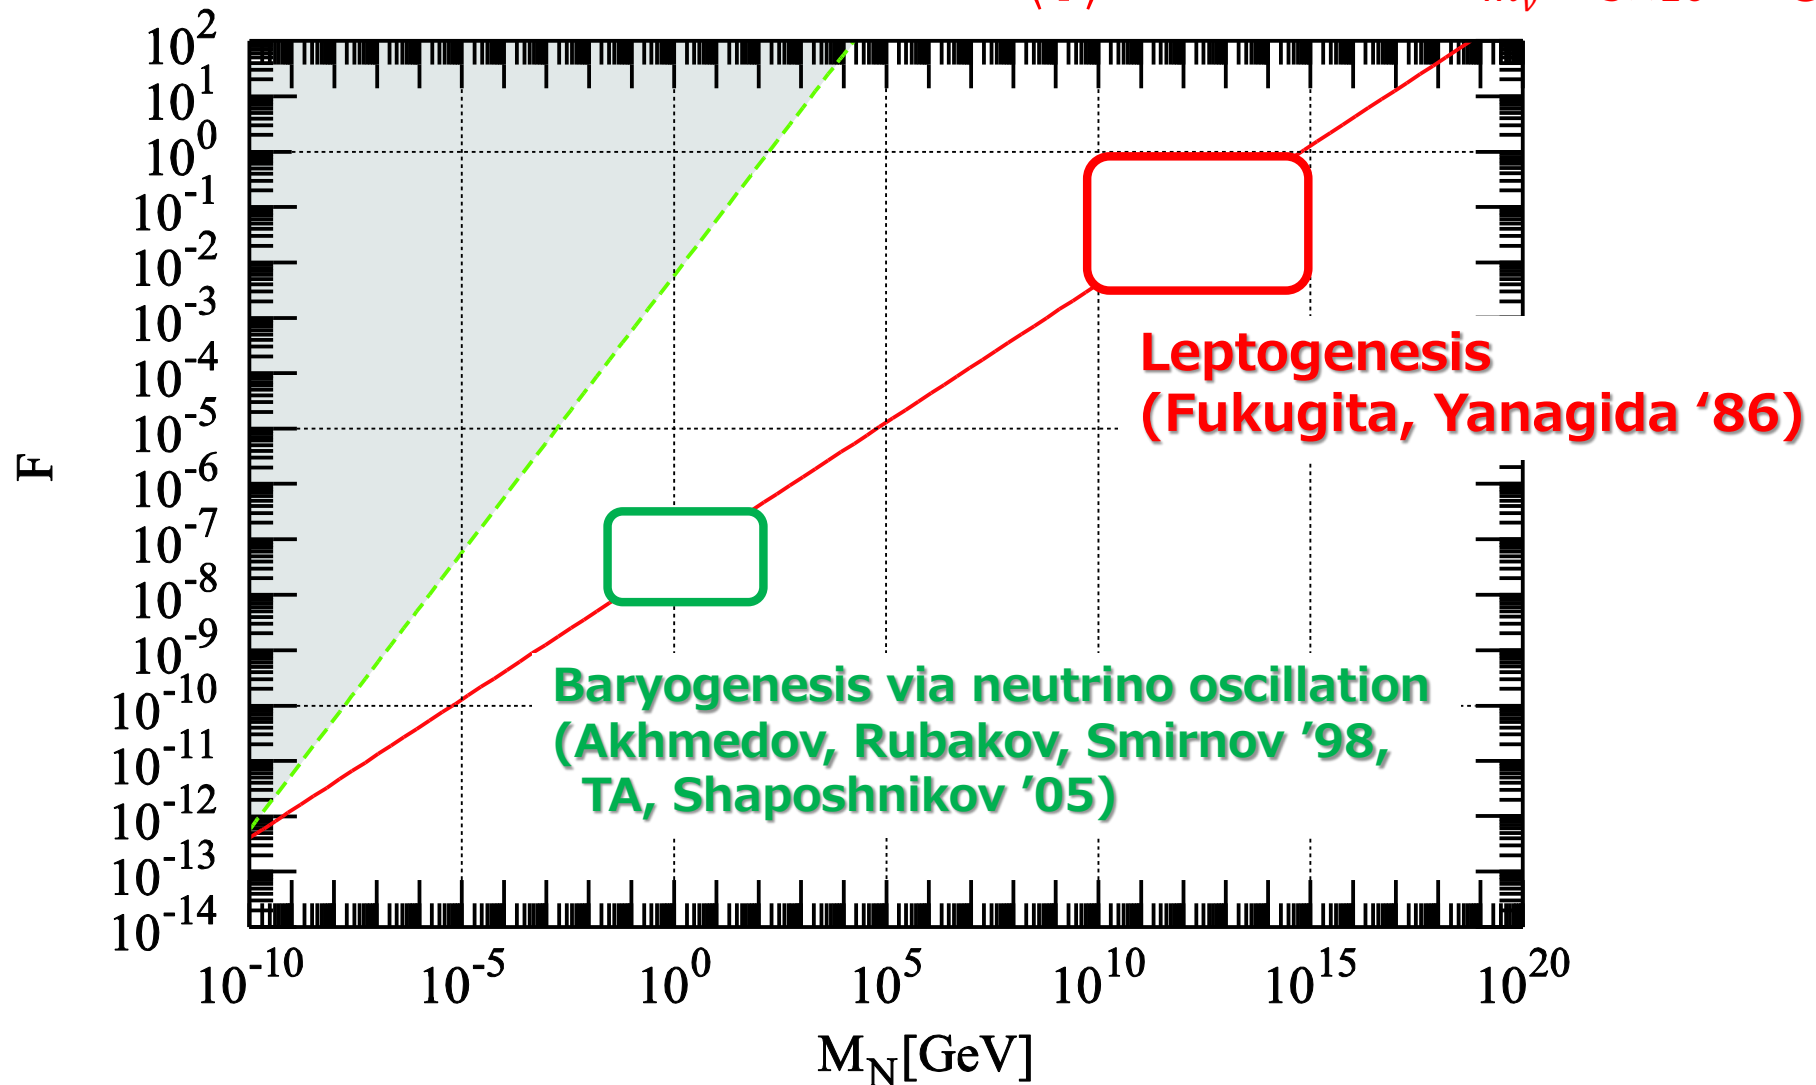 10^2
10^1
10^0
10^-1
10^-2
10^-3
10^-4
10^-5
10^-6
10^-7
10^-8
10^-9
10^-10
10^-11
10^-12
10^-13
10^-14
F
Leptogenesis
(Fukugita, Yanagida ‘86)
Baryogenesis via neutrino oscillation
(Akhmedov, Rubakov, Smirnov ’98,
TA, Shaposhnikov ’05)
10^-10 10^-5 10^0 10^5 10^10 10^15 10^20
M_N[GeV]